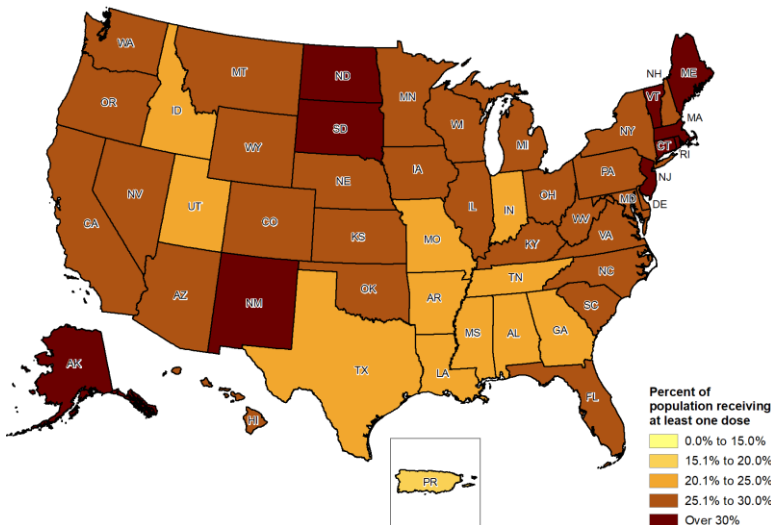 WA
MT
ND
MN
OR
ID
SD
WI
MI
NH
VT
ME
NY
MA
CT
RI
WY
NE
IA
PA
NJ
NV
UT
CO
KS
IL
IN
OH
MD
DE
WV
VA
CA
MO
KY
AZ
NM
OK
AR
TN
NC
SC
TX
LA
MS
AL
GA
FL
AK
HI
PR
Percent of
population receiving
at least one dose
0.0% to 15.0%
15.1% to 20.0%
20.1% to 25.0%
25.1% to 30.0%
Over 30%